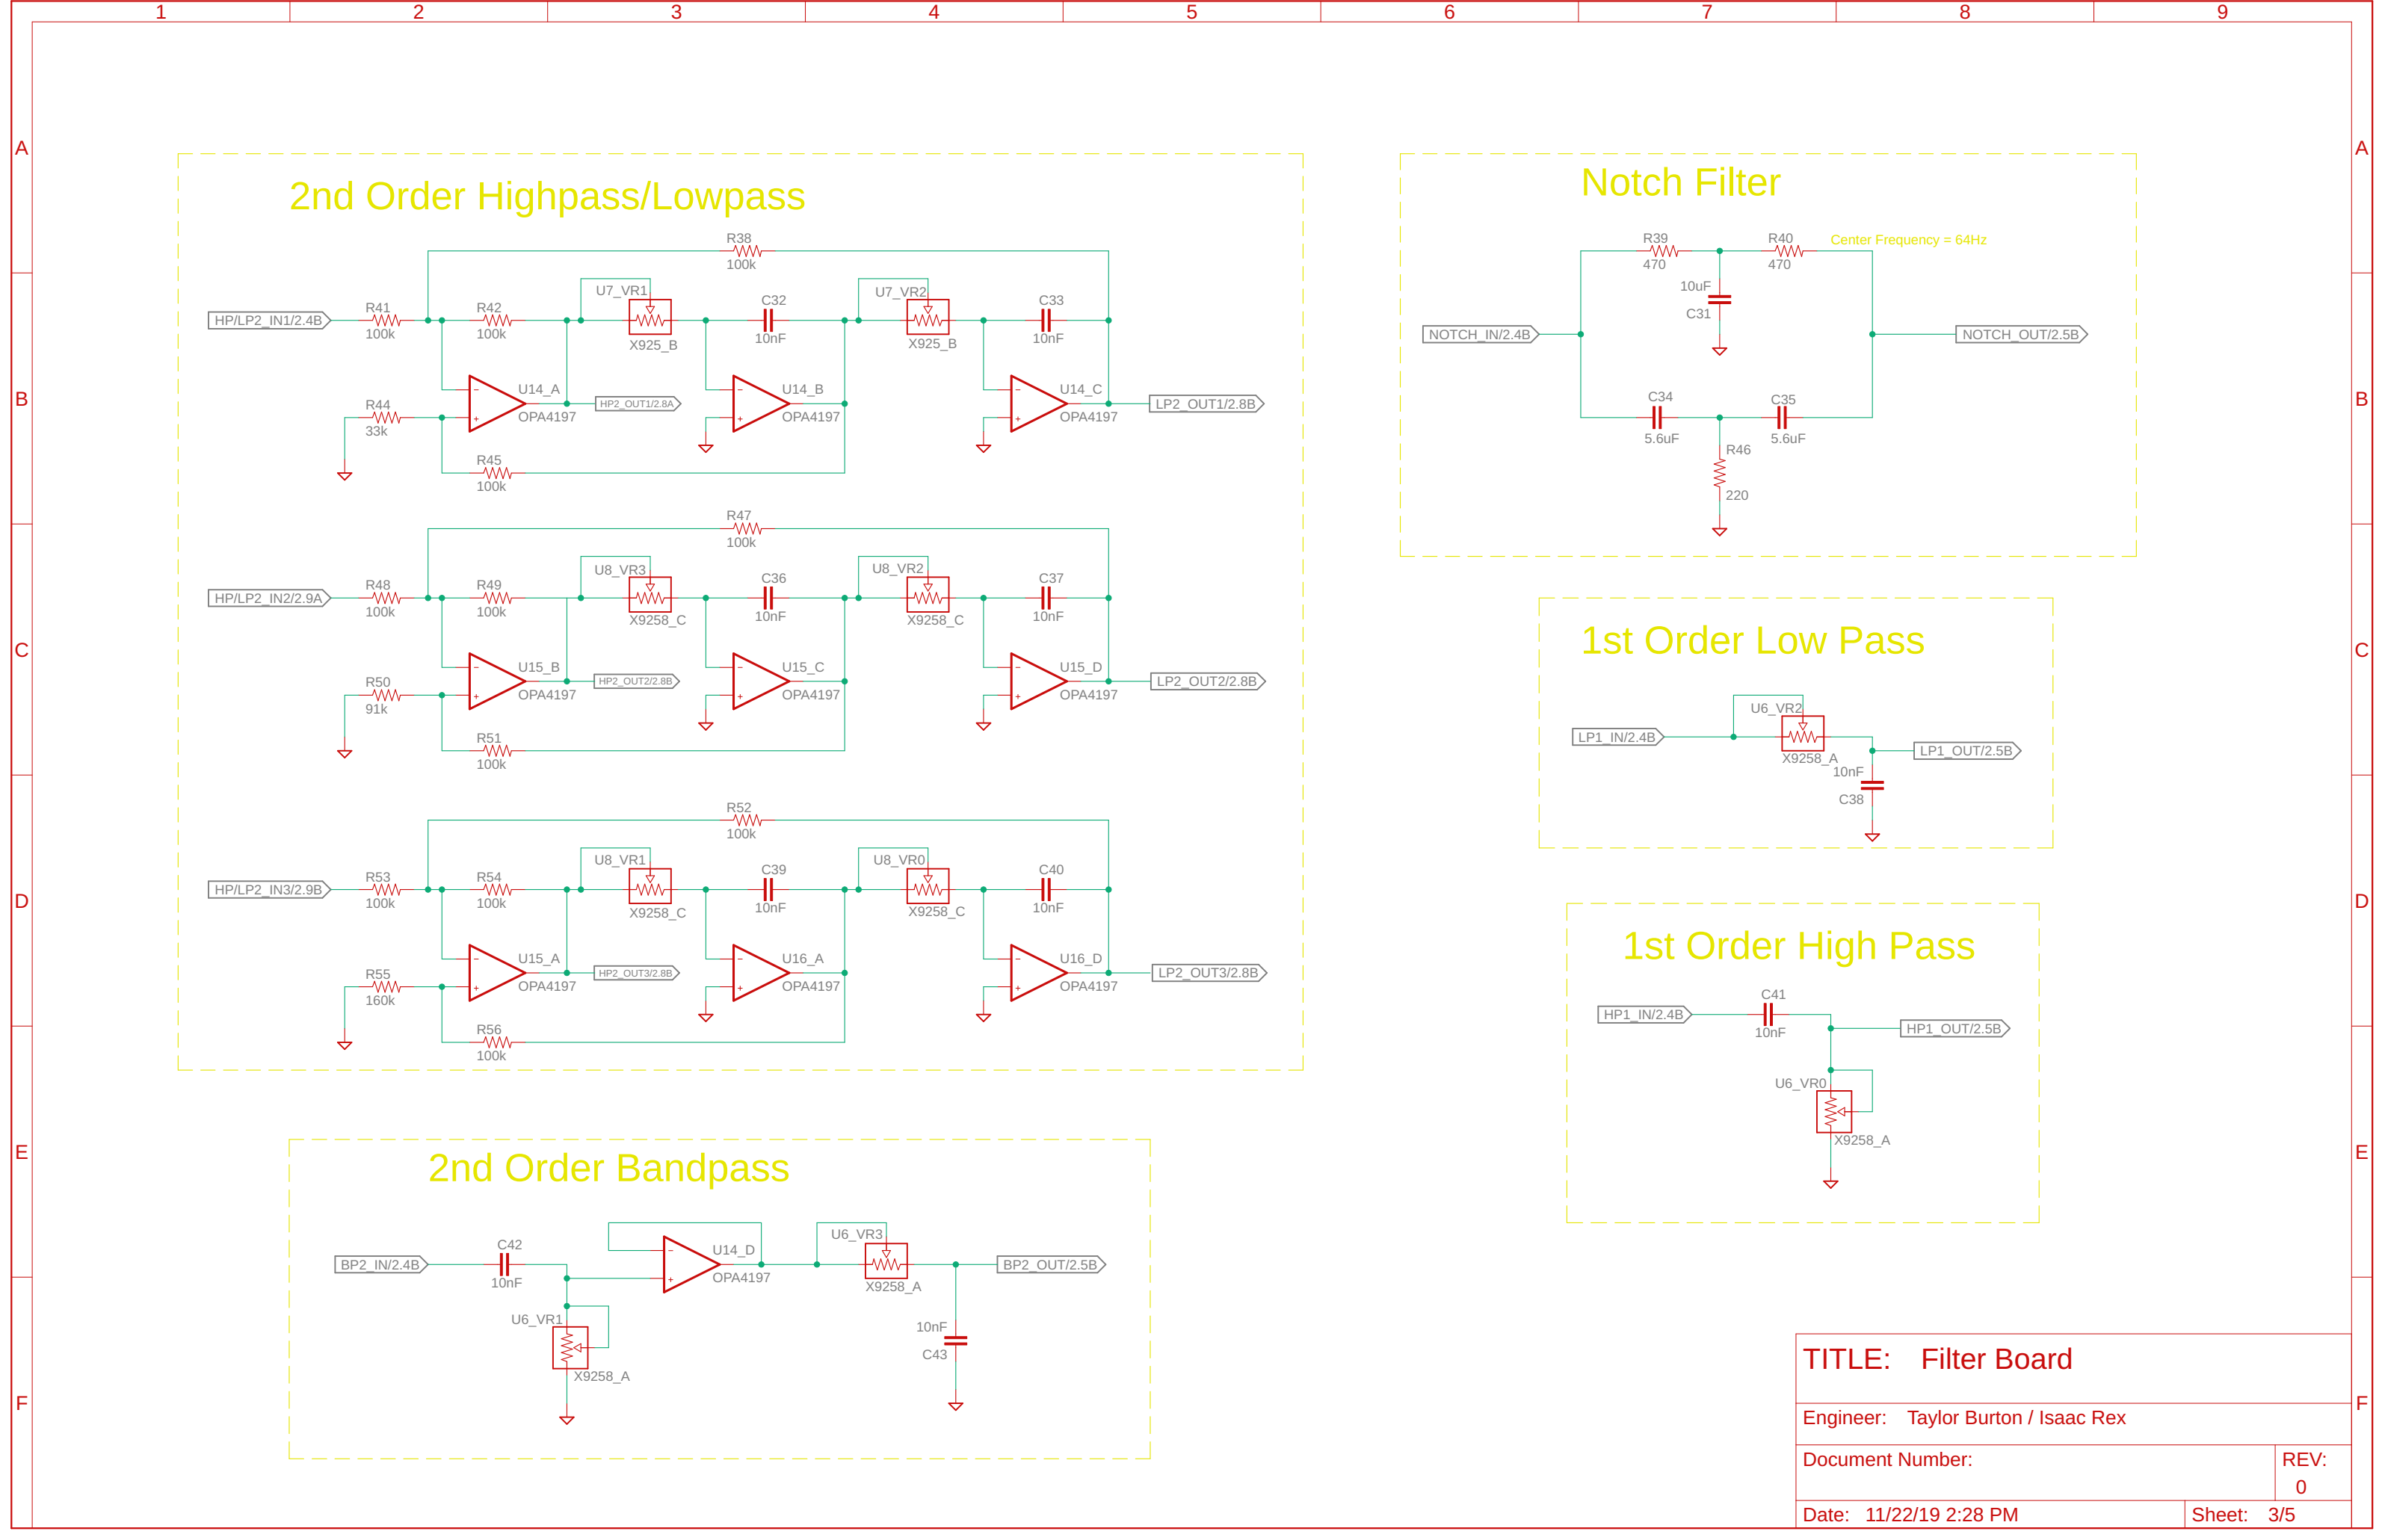 1 2 3 4 5 6 7 8 9
A A
B B
C C
D D
E E
F F
2nd Order Highpass/Lowpass
R38
100k
HP/LP2_IN1/2.4B
R41
100k
R42
100k
U7_VR1
X925_B
C32
10nF
U7_VR2
X925_B
C33
10nF
R44
33k
U14_A
OPA4197
HP2_OUT1/2.8A
U14_B
OPA4197
U14_C
OPA4197
LP2_OUT1/2.8B
R45
100k
R47
100k
HP/LP2_IN2/2.9A
R48
100k
R49
100k
U8_VR3
X9258_C
C36
10nF
U8_VR2
X9258_C
C37
10nF
R50
91k
U15_B
OPA4197
HP2_OUT2/2.8B
U15_C
OPA4197
U15_D
OPA4197
LP2_OUT2/2.8B
R51
100k
R52
100k
HP/LP2_IN3/2.9B
R53
100k
R54
100k
U8_VR1
X9258_C
C39
10nF
U8_VR0
X9258_C
C40
10nF
R55
160k
U15_A
OPA4197
HP2_OUT3/2.8B
U16_A
OPA4197
U16_D
OPA4197
LP2_OUT3/2.8B
R56
100k
2nd Order Bandpass
BP2_IN/2.4B
C42
10nF
U6_VR1
X9258_A
U14_D
OPA4197
U6_VR3
X9258_A
BP2_OUT/2.5B
10nF
C43
Notch Filter
Center Frequency = 64Hz
R39
470
R40
470
10uF
C31
NOTCH_IN/2.4B
NOTCH_OUT/2.5B
C34
5.6uF
C35
5.6uF
R46
220
1st Order Low Pass
LP1_IN/2.4B
U6_VR2
X9258_A
LP1_OUT/2.5B
10nF
C38
1st Order High Pass
HP1_IN/2.4B
C41
10nF
HP1_OUT/2.5B
U6_VR0
X9258_A
TITLE: Filter Board
Engineer: Taylor Burton / Isaac Rex
Document Number:
REV:
0
Date: 11/22/19 2:28 PM
Sheet: 3/5